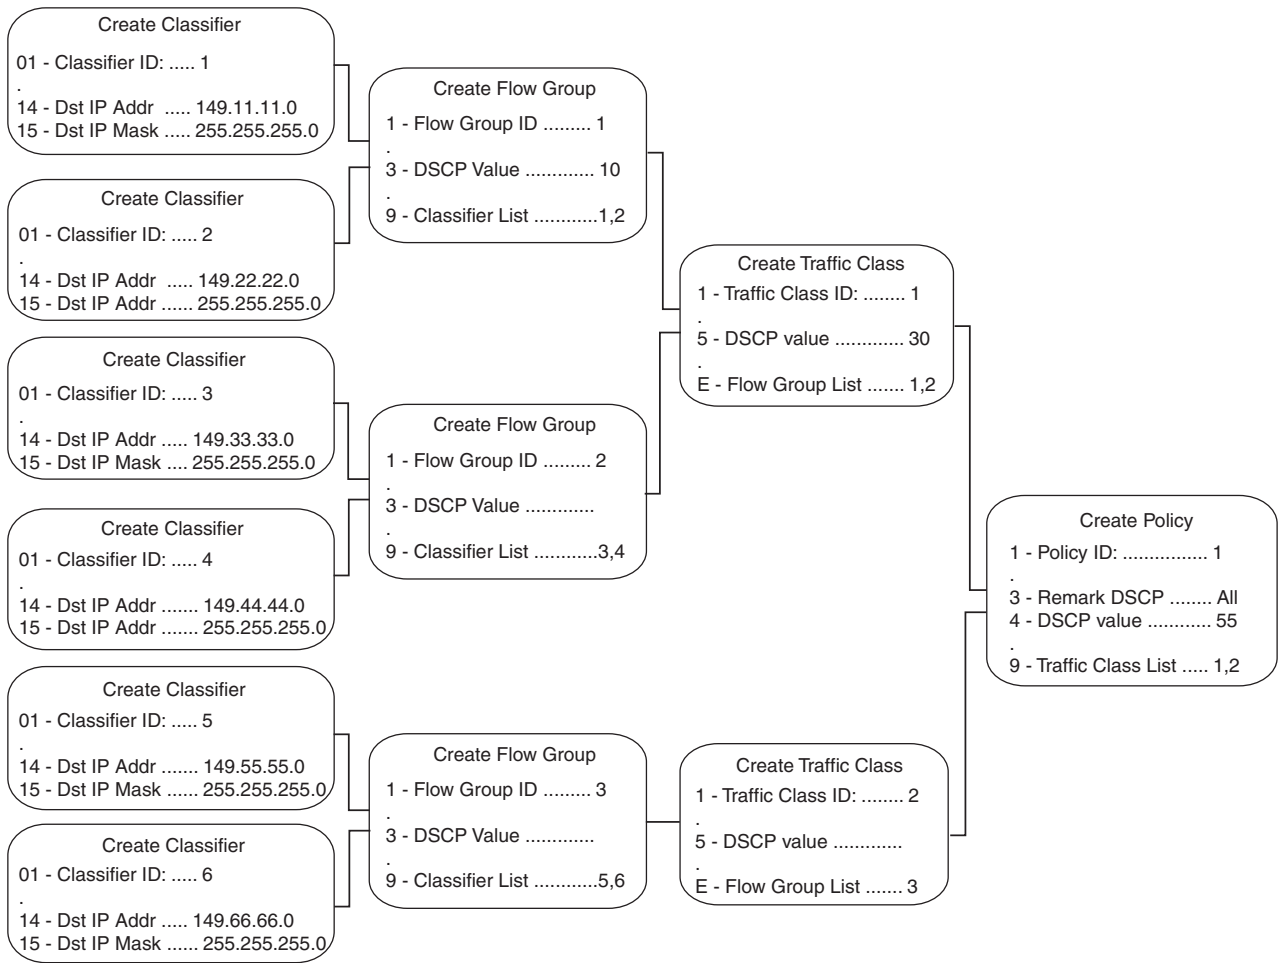 Create Classifier
01 - Classifier ID: ..... 1
.
14 - Dst IP Addr ..... 149.11.11.0
15 - Dst IP Mask ..... 255.255.255.0
Create Classifier
01 - Classifier ID: ..... 2
.
14 - Dst IP Addr ..... 149.22.22.0
15 - Dst IP Addr ...... 255.255.255.0
Create Classifier
01 - Classifier ID: ..... 3
.
14 - Dst IP Addr ..... 149.33.33.0
15 - Dst IP Mask .... 255.255.255.0
Create Classifier
01 - Classifier ID: ..... 4
.
14 - Dst IP Addr ....... 149.44.44.0
15 - Dst IP Addr ....... 255.255.255.0
Create Classifier
01 - Classifier ID: ..... 5
.
14 - Dst IP Addr ....... 149.55.55.0
15 - Dst IP Mask ...... 255.255.255.0
Create Classifier
01 - Classifier ID: ..... 6
.
14 - Dst IP Addr ..... 149.66.66.0
15 - Dst IP Mask ...... 255.255.255.0
Create Flow Group
1 - Flow Group ID ......... 1
.
3 - DSCP Value ............. 10
.
9 - Classifier List ............1,2
Create Flow Group
1 - Flow Group ID ......... 2
.
3 - DSCP Value .............
.
9 - Classifier List ............3,4
Create Flow Group
1 - Flow Group ID ......... 3
.
3 - DSCP Value .............
.
9 - Classifier List ............5,6
Create Traffic Class
1 - Traffic Class ID: ........ 1
.
5 - DSCP value ............. 30
.
E - Flow Group List ....... 1,2
Create Traffic Class
1 - Traffic Class ID: ........ 2
.
5 - DSCP value .............
.
E - Flow Group List ....... 3
Create Policy
1 - Policy ID: ................ 1
.
3 - Remark DSCP ........ All
4 - DSCP value ............ 55
.
9 - Traffic Class List ..... 1,2